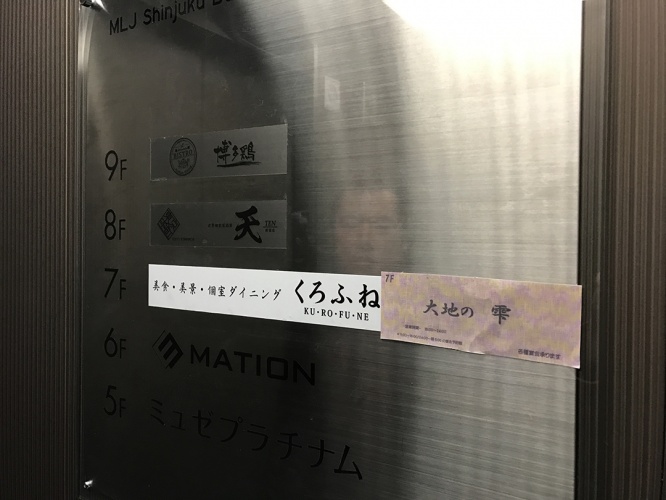 MLJ Shinjuku
9F
博多鶏
8F
天
7F
美食・美景・個室ダイニング くろふね
KU・RO・FU・NE
7F
大地の 雫
6F
MATION
5F
ミュゼプラチナム